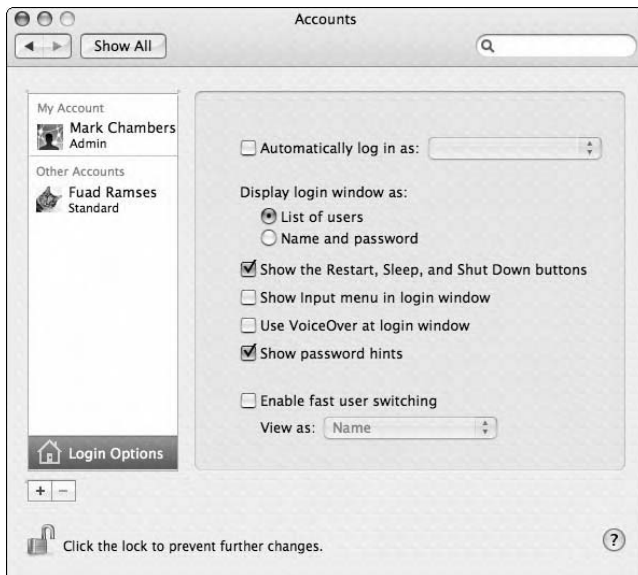 Accounts
Show All
My Account
Mark Chambers
Admin
Other Accounts
Fuad Ramses
Standard
Login Options
Automatically log in as:
Display login window as:
List of users
Name and password
Show the Restart, Sleep, and Shut Down buttons
Show Input menu in login window
Use VoiceOver at login window
Show password hints
Enable fast user switching
View as: Name
+ −
Click the lock to prevent further changes.
?